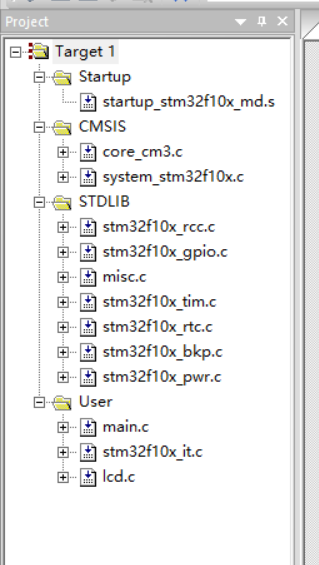 Project
Target 1
Startup
startup_stm32f10x_md.s
CMSIS
core_cm3.c
system_stm32f10x.c
STDLIB
stm32f10x_rcc.c
stm32f10x_gpio.c
misc.c
stm32f10x_tim.c
stm32f10x_rtc.c
stm32f10x_bkp.c
stm32f10x_pwr.c
User
main.c
stm32f10x_it.c
lcd.c